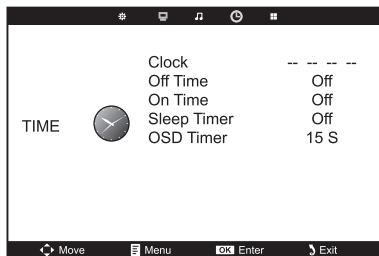 Clock -- -- -- --
Off Time Off
On Time Off
TIME
Sleep Timer Off
OSD Timer 15 S
Move Menu OK Enter Exit